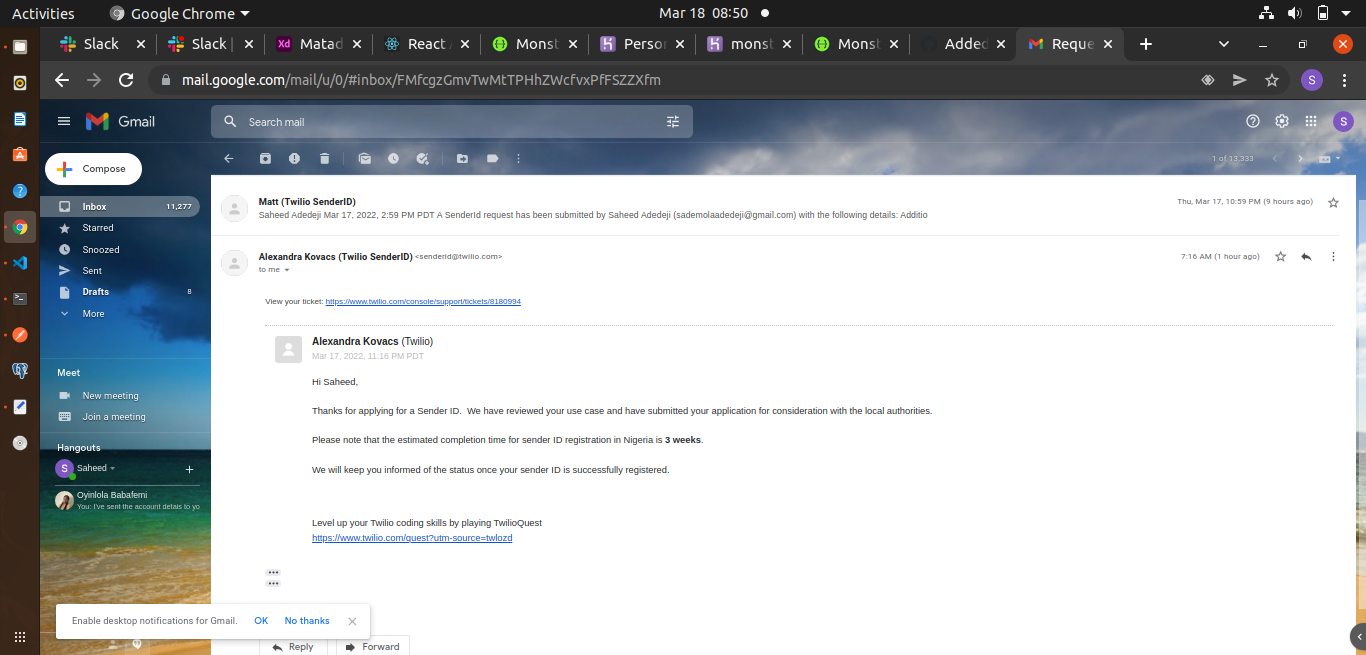 Activities Google Chrome Mar 18 08:50
Slack Slack | Matad React Monst Person monst Monst Added Reque
mail.google.com/mail/u/0/#inbox/FMfcgzGmvTwMtTPHhZWcfvxPfFSZZXfm S
Gmail Search mail S
Compose 1 of 13,333
Inbox 11,277
Starred
Snoozed
Sent
Drafts 8
More
Meet
New meeting
Join a meeting
Hangouts
S Saheed
Oyinlola Babafemi
You: I've sent the account detais to yo
Matt (Twilio SenderID) Thu, Mar 17, 10:59 PM (9 hours ago)
Saheed Adedeji Mar 17, 2022, 2:59 PM PDT A SenderId request has been submitted by Saheed Adedeji (sademolaadedeji@gmail.com) with the following details: Additio
Alexandra Kovacs (Twilio SenderID) <senderid@twilio.com> 7:16 AM (1 hour ago)
to me
View your ticket: https://www.twilio.com/console/support/tickets/8180994
Alexandra Kovacs (Twilio)
Mar 17, 2022, 11:16 PM PDT
Hi Saheed,
Thanks for applying for a Sender ID. We have reviewed your use case and have submitted your application for consideration with the local authorities.
Please note that the estimated completion time for sender ID registration in Nigeria is 3 weeks.
We will keep you informed of the status once your sender ID is successfully registered.
Level up your Twilio coding skills by playing TwilioQuest
https://www.twilio.com/quest?utm-source=twlozd
Enable desktop notifications for Gmail. OK No thanks
Reply Forward